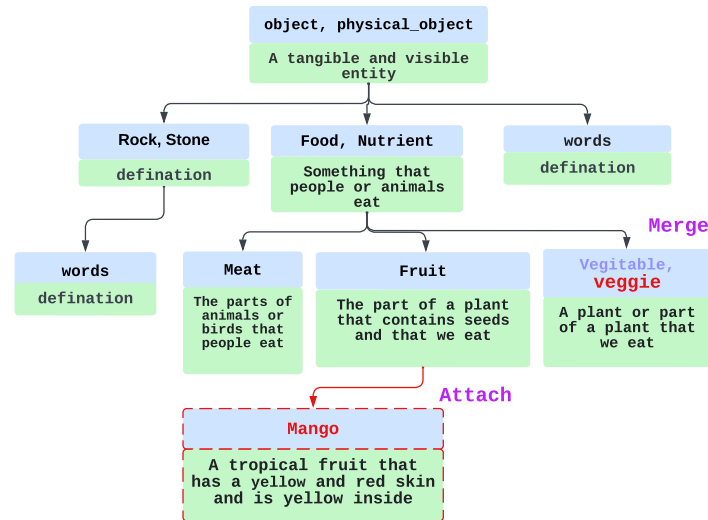 object, physical_object
A tangible and visible
entity
Rock, Stone
defination
Food, Nutrient
Something that
people or animals
eat
words
defination
Merge
words
defination
Meat
The parts of
animals or
birds that
people eat
Fruit
The part of a plant
that contains seeds
and that we eat
Vegitable,
veggie
A plant or part
of a plant that
we eat
Attach
Mango
A tropical fruit that
has a yellow and red skin
and is yellow inside